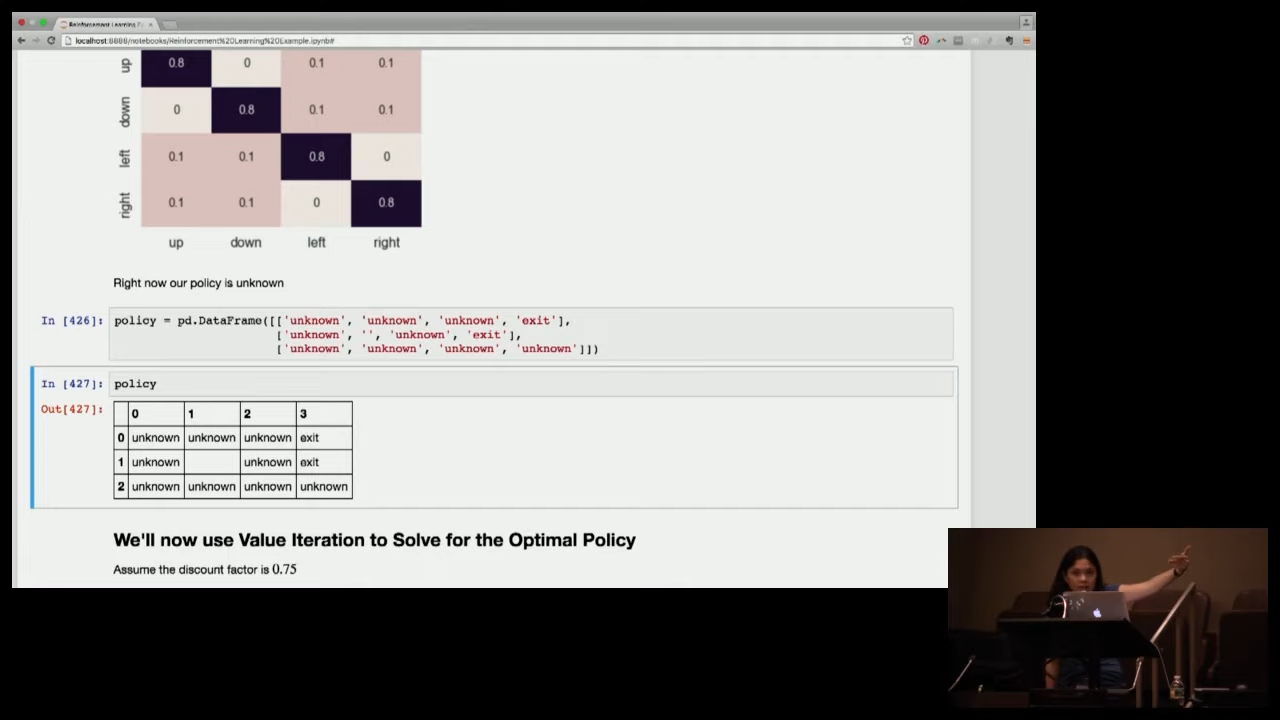 Reinforcement Learning Ex
localhost:8888/notebooks/Reinforcement%20Learning%20Example.ipynb#
up 0.8 0 0.1 0.1
down 0 0.8 0.1 0.1
left 0.1 0.1 0.8 0
right 0.1 0.1 0 0.8
up down left right
Right now our policy is unknown
In [426]: policy = pd.DataFrame([['unknown', 'unknown', 'unknown', 'exit'],
['unknown', '', 'unknown', 'exit'],
['unknown', 'unknown', 'unknown', 'unknown']])
In [427]: policy
Out[427]:
0 1 2 3
0 unknown unknown unknown exit
1 unknown unknown exit
2 unknown unknown unknown unknown
We'll now use Value Iteration to Solve for the Optimal Policy
Assume the discount factor is 0.75